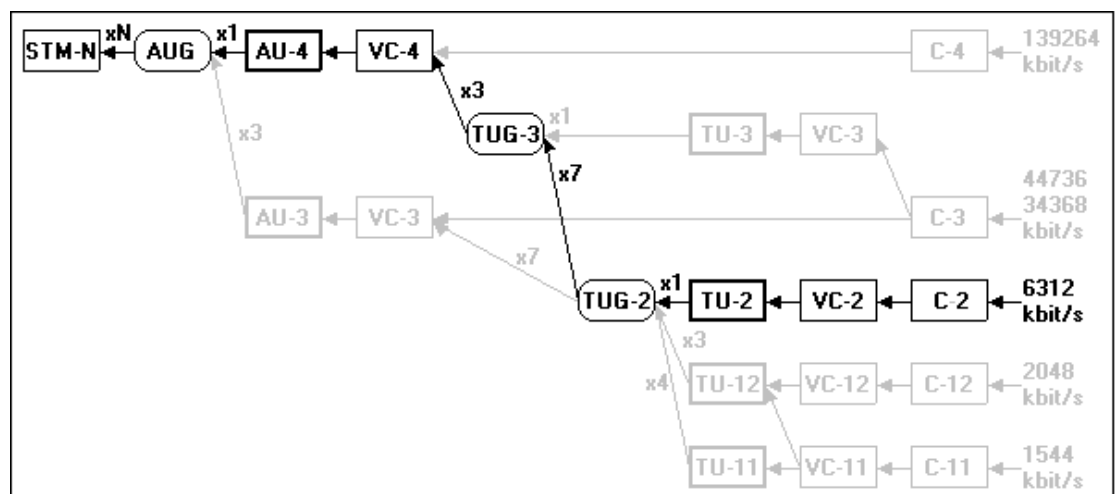 xN x1
STM-N AUG AU-4 VC-4 C-4 139264
kbit/s
x3
x1
x3 TUG-3 TU-3 VC-3
x7
44736
AU-3 VC-3 C-3 34368
kbit/s
x7
x1 6312
TUG-2 TU-2 VC-2 C-2 kbit/s
x3
2048
x4 TU-12 VC-12 C-12 kbit/s
1544
TU-11 VC-11 C-11 kbit/s